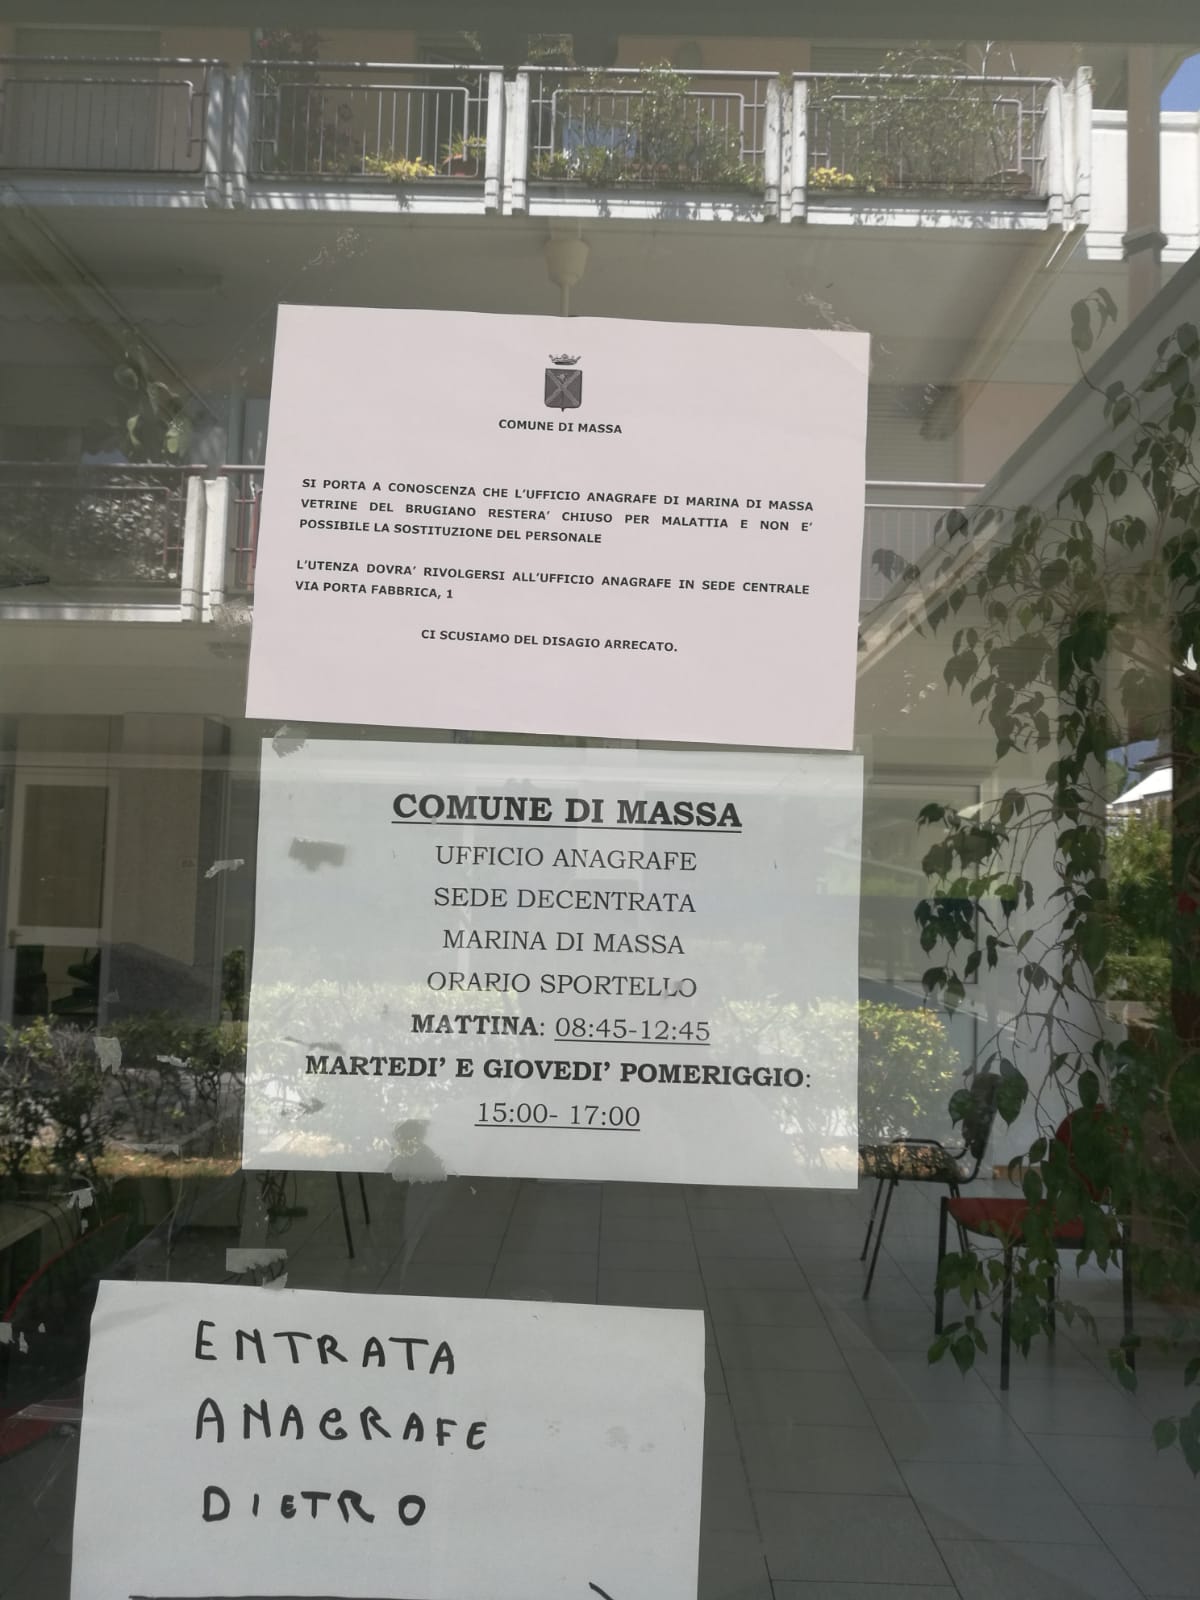 COMUNE DI MASSA
SI PORTA A CONOSCENZA CHE L'UFFICIO ANAGRAFE DI MARINA DI MASSA
VETRINE DEL BRUGIANO RESTERA' CHIUSO PER MALATTIA E NON E'
POSSIBILE LA SOSTITUZIONE DEL PERSONALE
L'UTENZA DOVRA' RIVOLGERSI ALL'UFFICIO ANAGRAFE IN SEDE CENTRALE
VIA PORTA FABBRICA, 1
CI SCUSIAMO DEL DISAGIO ARRECATO.
COMUNE DI MASSA
UFFICIO ANAGRAFE
SEDE DECENTRATA
MARINA DI MASSA
ORARIO SPORTELLO
MATTINA: 08:45-12:45
MARTEDI' E GIOVEDI' POMERIGGIO:
15:00- 17:00
ENTRATA
ANAGRAFE
DIETRO